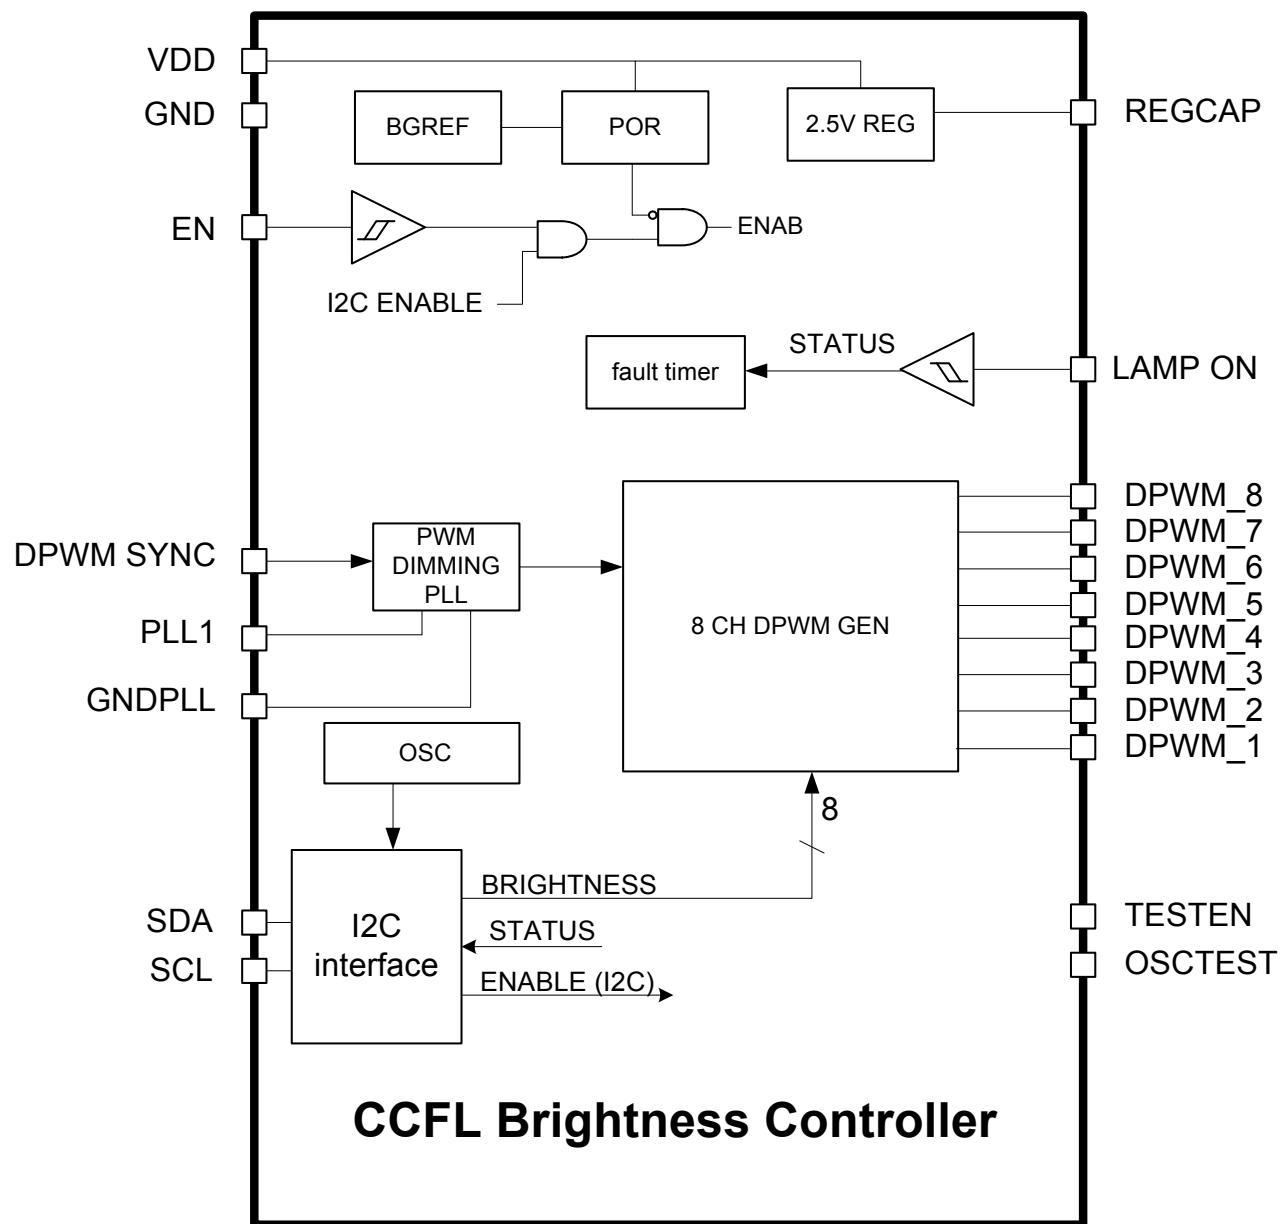 VDD
GND
BGREF
POR
2.5V REG
REGCAP
EN
ENAB
I2C ENABLE
STATUS
fault timer
LAMP ON
DPWM SYNC
PWM
DIMMING
PLL
PLL1
GNDPLL
8 CH DPWM GEN
DPWM_8
DPWM_7
DPWM_6
DPWM_5
DPWM_4
DPWM_3
DPWM_2
DPWM_1
OSC
8
SDA
SCL
I2C
interface
BRIGHTNESS
STATUS
ENABLE (I2C)
TESTEN
OSCTEST
CCFL Brightness Controller